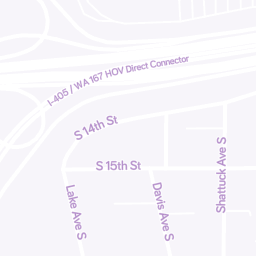 I-405 / WA 167 HOV Direct Connector
S 14th St
S 15th St
Lake Ave S
Davis Ave S
Shattuck Ave S